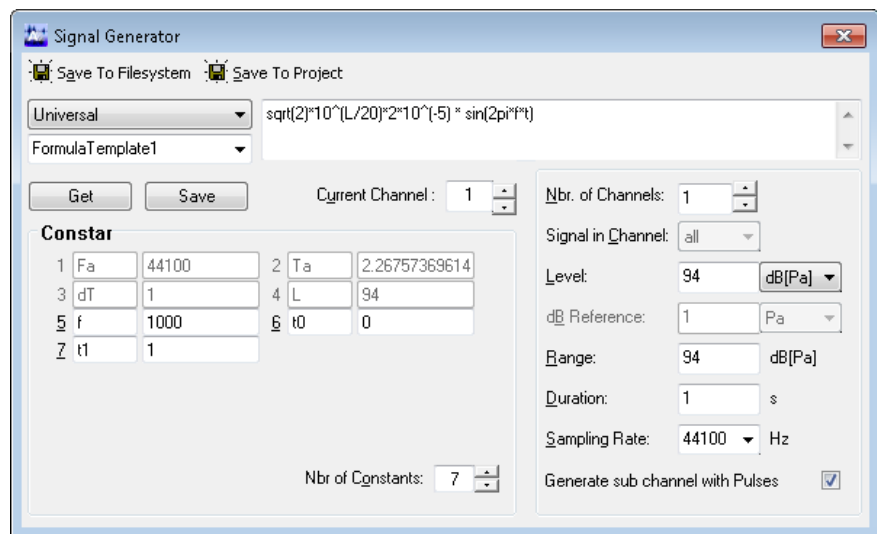 Signal Generator
Save To Filesystem Save To Project
Universal
sqrt(2)*10^(L/20)*2*10^(-5) * sin(2pi*f*t)
FormulaTemplate1
Get Save Current Channel : 1
Constar
1 Fa 44100 2 Ta 2.26757369614
3 dT 1 4 L 94
5 f 1000 6 t0 0
7 t1 1
Nbr of Constants: 7
Nbr. of Channels: 1
Signal in Channel: all
Level: 94 dB[Pa]
dB Reference: 1 Pa
Range: 94 dB[Pa]
Duration: 1 s
Sampling Rate: 44100 Hz
Generate sub channel with Pulses